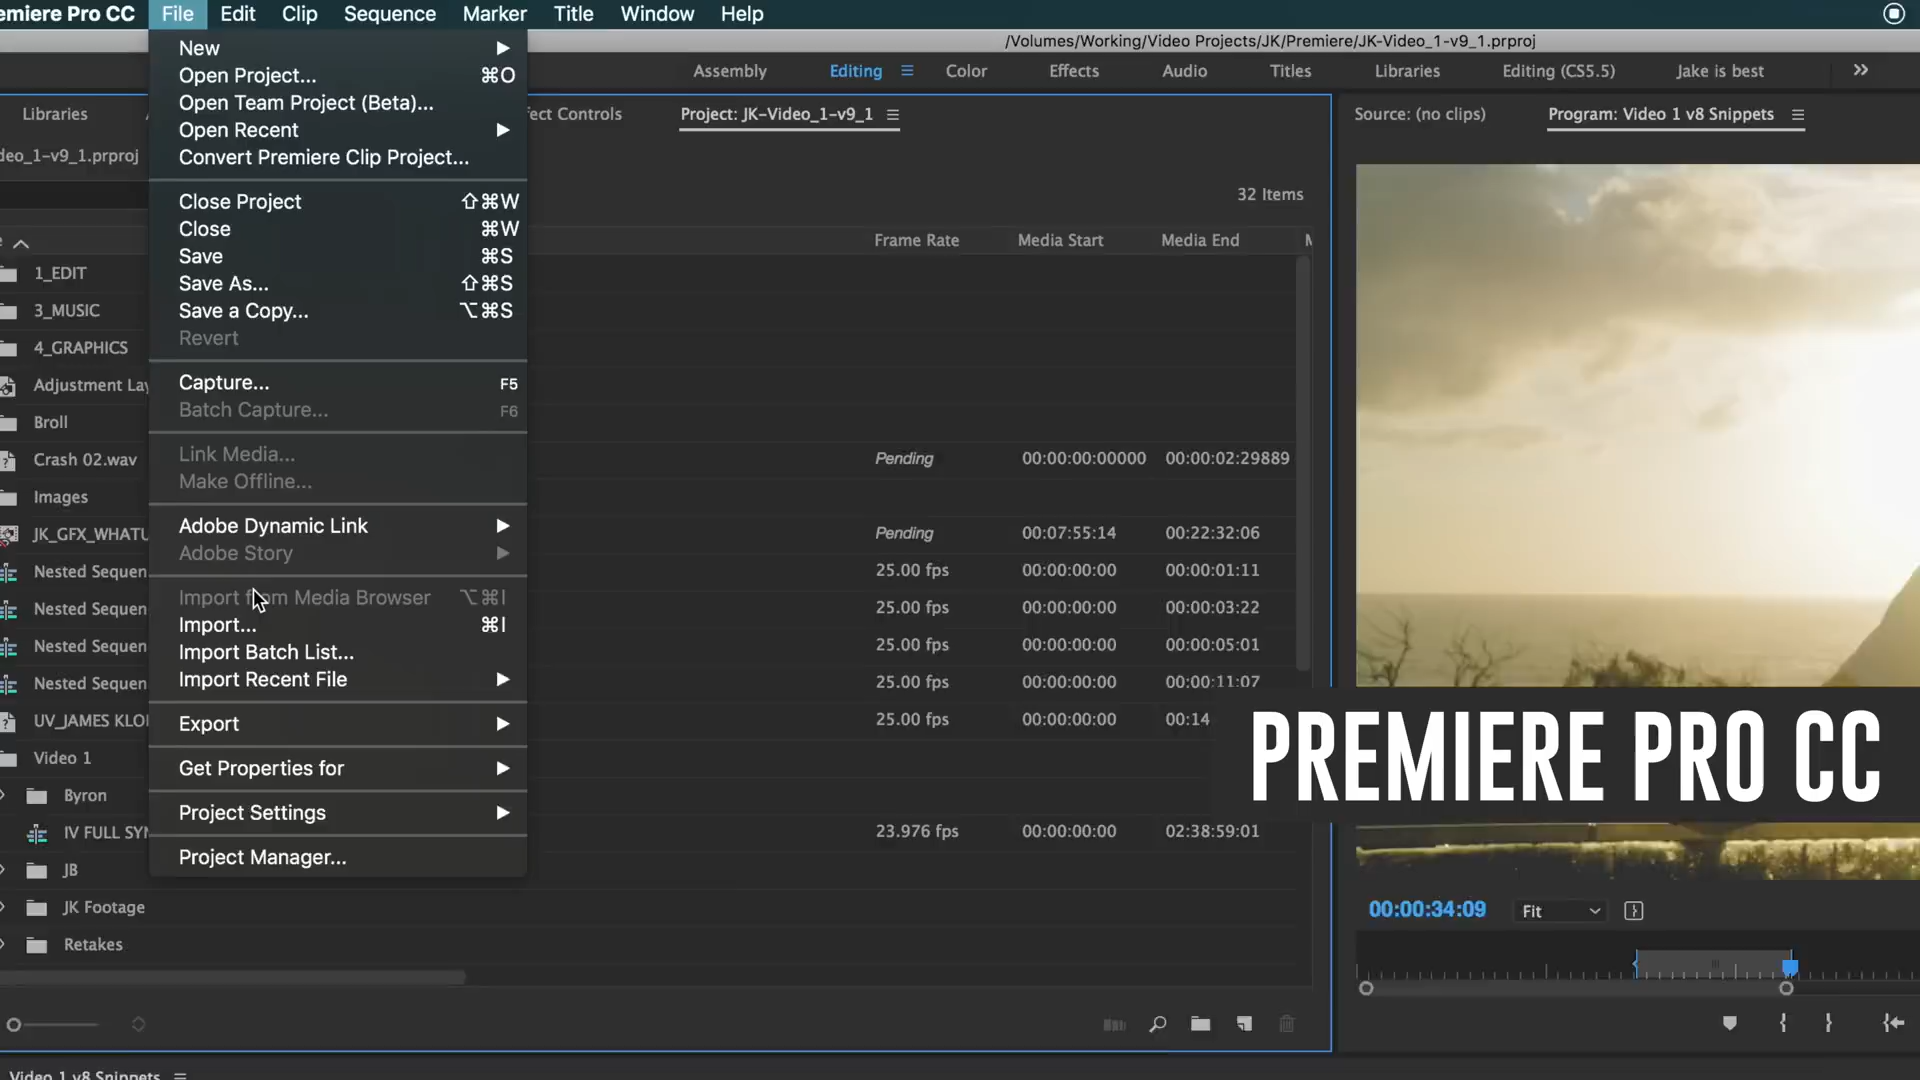 emiere Pro CC File Edit Clip Sequence Marker Title Window Help
/Volumes/Working/Video Projects/JK/Premiere/JK-Video_1-v9_1.prproj
Assembly Editing Color Effects Audio Titles Libraries Editing (CS5.5) Jake is best
Libraries
fect Controls
Project: JK-Video_1-v9_1
Source: (no clips)
Program: Video 1 v8 Snippets
deo_1-v9_1.prproj
32 Items
Frame Rate Media Start Media End
New
Open Project... ⌘O
Open Team Project (Beta)...
Open Recent
Convert Premiere Clip Project...
Close Project ⇧⌘W
Close ⌘W
Save ⌘S
Save As... ⇧⌘S
Save a Copy... ⌥⌘S
Revert
Capture... F5
Batch Capture... F6
Link Media...
Make Offline...
Adobe Dynamic Link
Adobe Story
Import from Media Browser ⌥⌘I
Import... ⌘I
Import Batch List...
Import Recent File
Export
Get Properties for
Project Settings
Project Manager...
1_EDIT
3_MUSIC
4_GRAPHICS
Adjustment Lay
Broll
Crash 02.wav Pending 00:00:00:00000 00:00:02:29889
Images
JK_GFX_WHATU Pending 00:07:55:14 00:22:32:06
Nested Sequen 25.00 fps 00:00:00:00 00:00:01:11
Nested Sequen 25.00 fps 00:00:00:00 00:00:03:22
Nested Sequen 25.00 fps 00:00:00:00 00:00:05:01
Nested Sequen 25.00 fps 00:00:00:00 00:00:11:07
UV_JAMES KLO 25.00 fps 00:00:00:00 00:14
Video 1
Byron
IV FULL SYN 23.976 fps 00:00:00:00 02:38:59:01
JB
JK Footage
Retakes
PREMIERE PRO CC
00:00:34:09 Fit
Video 1 v8 Snippets